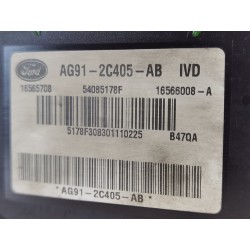 Ford AG91-2C405-AB IVD
16565708 54085178F 16566008-A
5178F308301110225 B47QA
*AG91-2C405-AB*